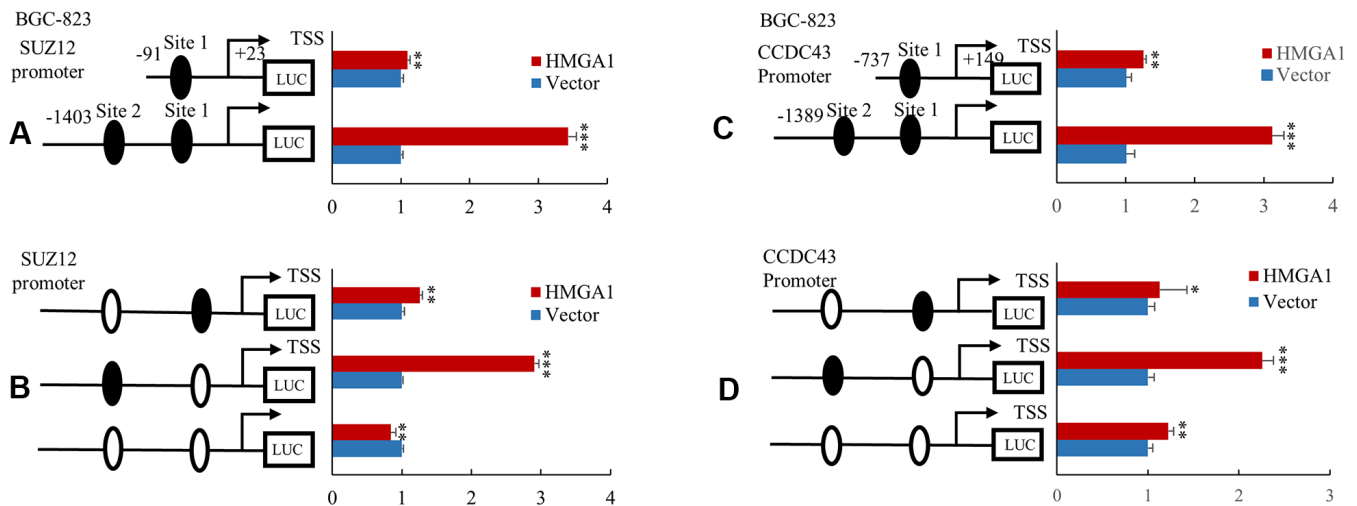 BGC-823
SUZ12
promoter
-91
Site 1
+23
TSS
LUC
**
HMGA1
Vector
A
-1403
Site 2
Site 1
LUC
***
0 1 2 3 4
BGC-823
CCDC43
Promoter
-737
Site 1
+149
TSS
LUC
**
HMGA1
Vector
C
-1389
Site 2
Site 1
LUC
***
0 1 2 3 4
SUZ12
promoter
TSS
LUC
**
HMGA1
Vector
TSS
B
LUC
***
LUC
**
0 1 2 3 4
CCDC43
Promoter
TSS
LUC
*
HMGA1
Vector
TSS
D
LUC
***
TSS
LUC
**
0 1 2 3